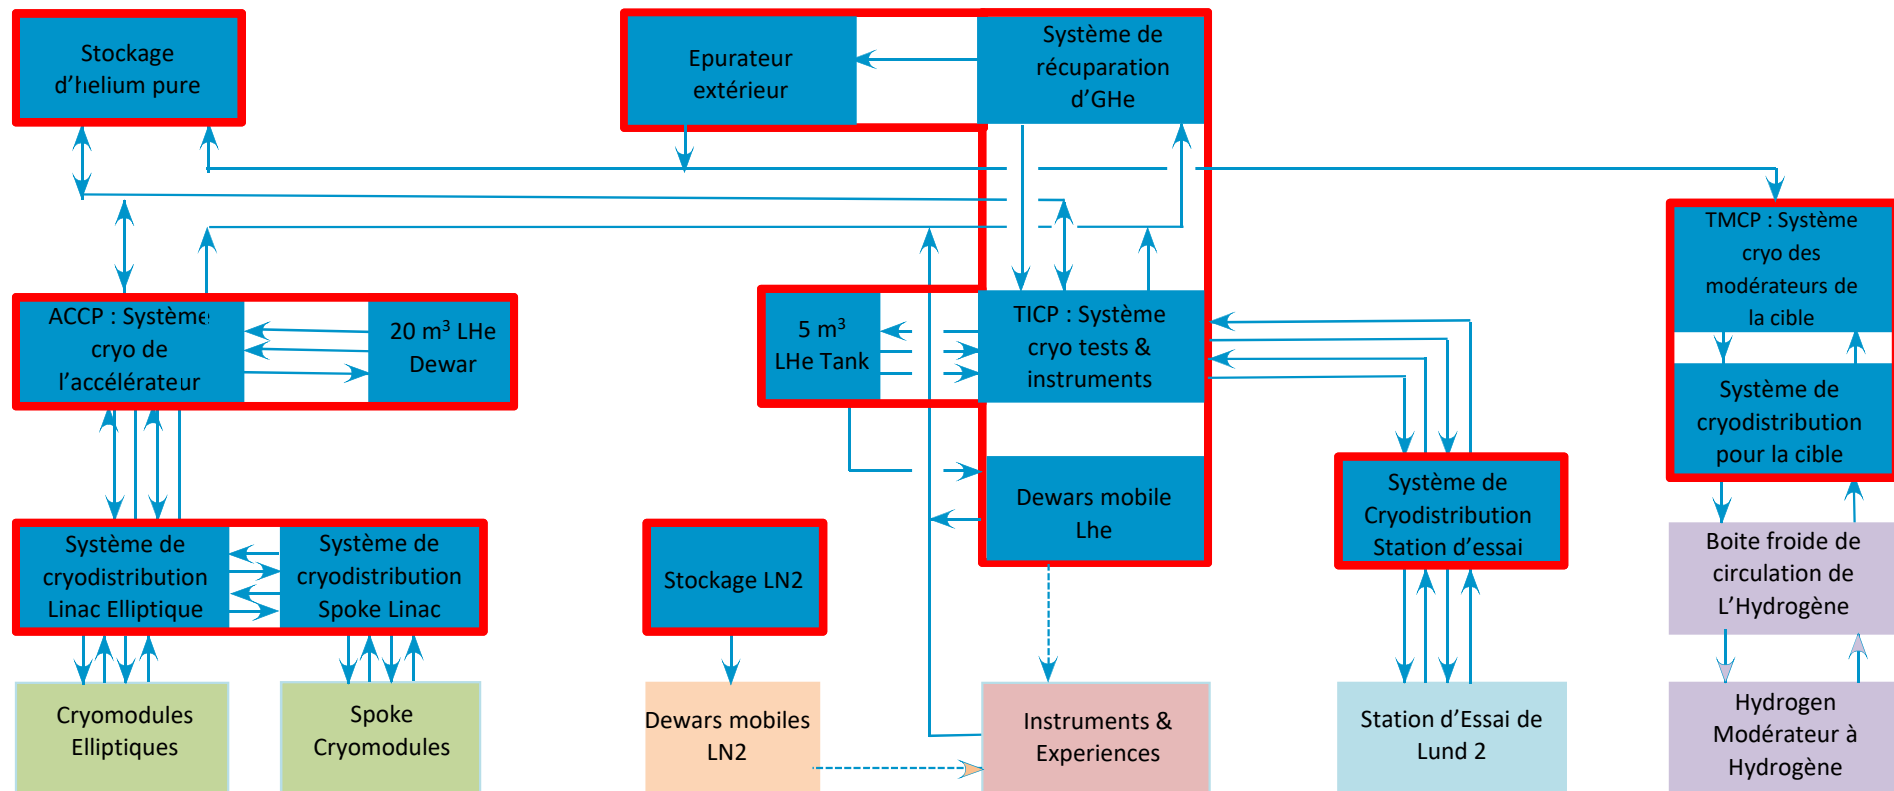 Stockage
d'helium pure
Epurateur
extérieur
Système de
récuparation
d'GHe
TMCP : Système
cryo des
modérateurs de
la cible
ACCP : Système
cryo de
l'accélérateur
20 m³ LHe
Dewar
5 m³
LHe Tank
TICP : Système
cryo tests &
instruments
Système de
cryodistribution
pour la cible
Dewars mobile
Lhe
Système de
Cryodistribution
Station d'essai
Système de
cryodistribution
Linac Elliptique
Système de
cryodistribution
Spoke Linac
Stockage LN2
Boite froide de
circulation de
L'Hydrogène
Cryomodules
Elliptiques
Spoke
Cryomodules
Dewars mobiles
LN2
Instruments &
Experiences
Station d'Essai de
Lund 2
Hydrogen
Modérateur à
Hydrogène